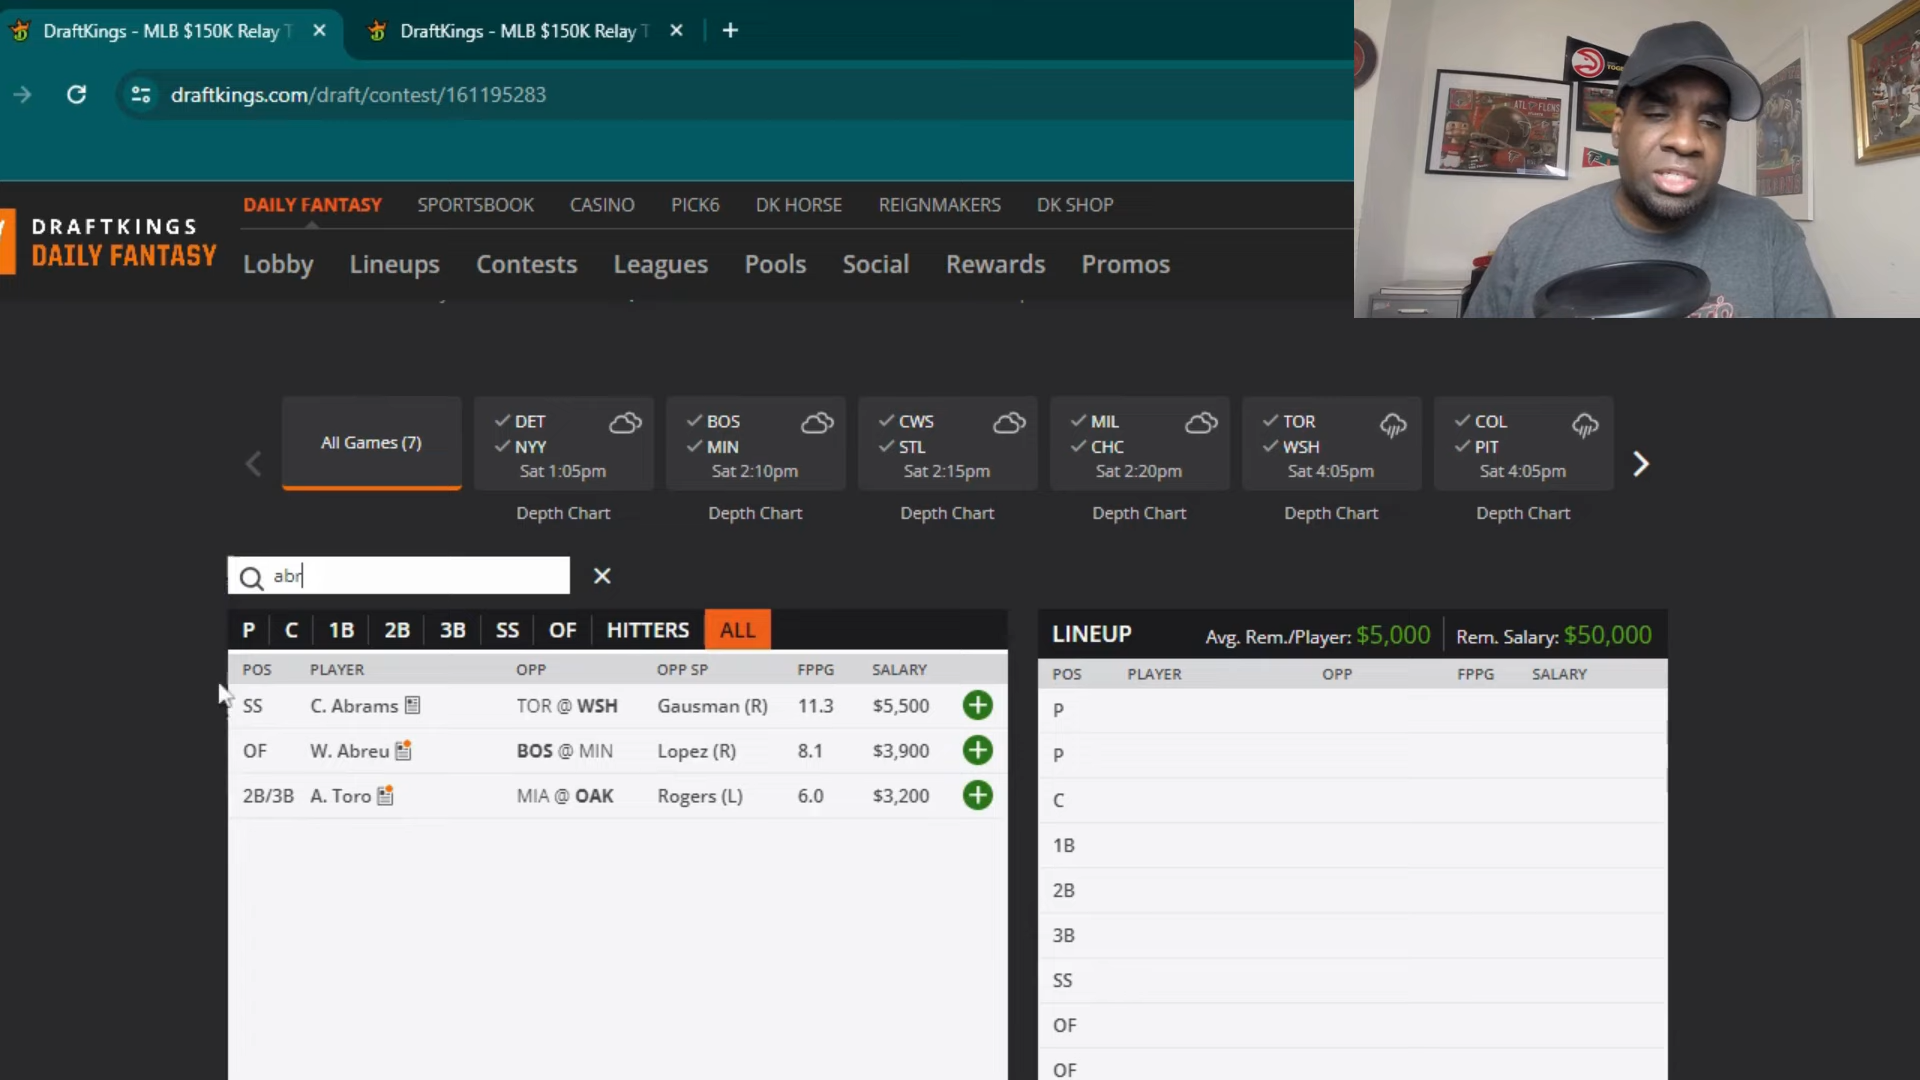 DraftKings - MLB $150K Relay T
DraftKings - MLB $150K Relay T
draftkings.com/draft/contest/161195283
DAILY FANTASY SPORTSBOOK CASINO PICK6 DK HORSE REIGNMAKERS DK SHOP
DRAFTKINGS
DAILY FANTASY
Lobby Lineups Contests Leagues Pools Social Rewards Promos
All Games (7)
DET
NYY
Sat 1:05pm
Depth Chart
BOS
MIN
Sat 2:10pm
Depth Chart
CWS
STL
Sat 2:15pm
Depth Chart
MIL
CHC
Sat 2:20pm
Depth Chart
TOR
WSH
Sat 4:05pm
Depth Chart
COL
PIT
Sat 4:05pm
Depth Chart
abr
P C 1B 2B 3B SS OF HITTERS ALL
POS PLAYER OPP OPP SP FPPG SALARY
SS C. Abrams TOR @ WSH Gausman (R) 11.3 $5,500
OF W. Abreu BOS @ MIN Lopez (R) 8.1 $3,900
2B/3B A. Toro MIA @ OAK Rogers (L) 6.0 $3,200
LINEUP Avg. Rem./Player: $5,000 Rem. Salary: $50,000
POS PLAYER OPP FPPG SALARY
P
P
C
1B
2B
3B
SS
OF
OF